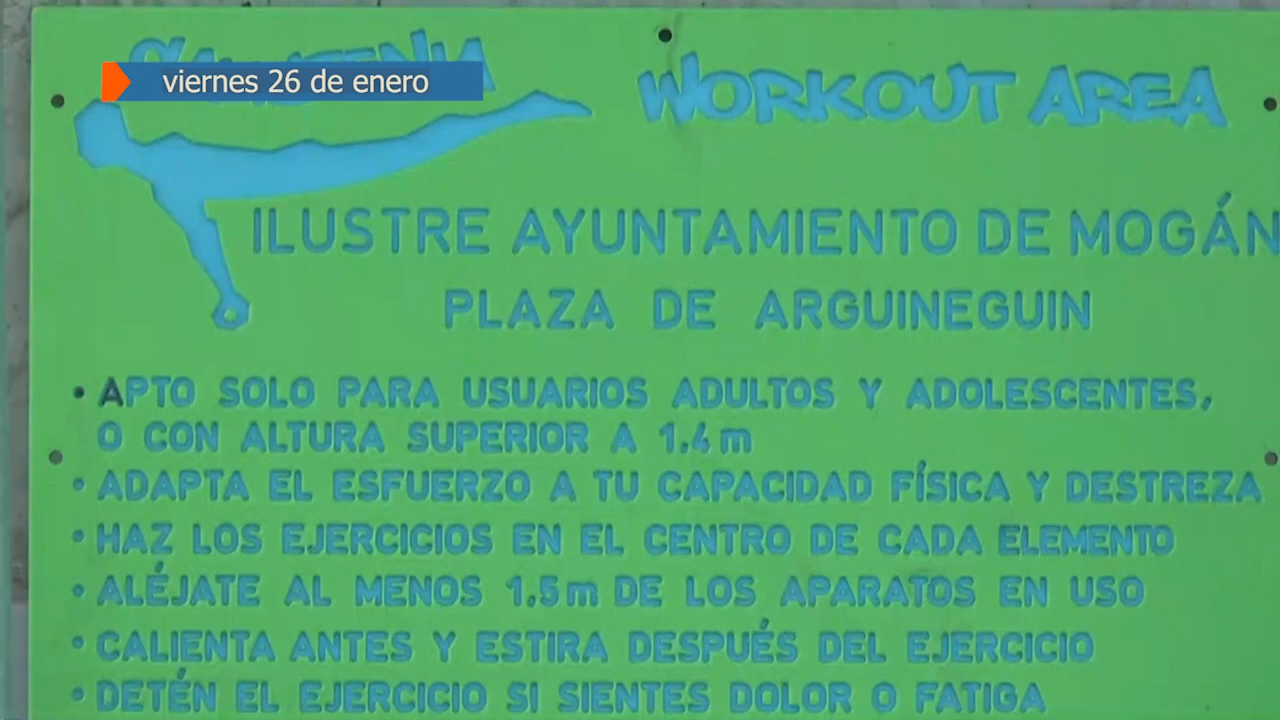 viernes 26 de enero
WORKOUT AREA
ILUSTRE AYUNTAMIENTO DE MOGÁN
PLAZA DE ARGUINEGUIN
• APTO SOLO PARA USUARIOS ADULTOS Y ADOLESCENTES,
O CON ALTURA SUPERIOR A 1.4 m
• ADAPTA EL ESFUERZO A TU CAPACIDAD FÍSICA Y DESTREZA
• HAZ LOS EJERCICIOS EN EL CENTRO DE CADA ELEMENTO
• ALÉJATE AL MENOS 1.5 m DE LOS APARATOS EN USO
• CALIENTA ANTES Y ESTIRA DESPUÉS DEL EJERCICIO
• DETÉN EL EJERCICIO SI SIENTES DOLOR O FATIGA